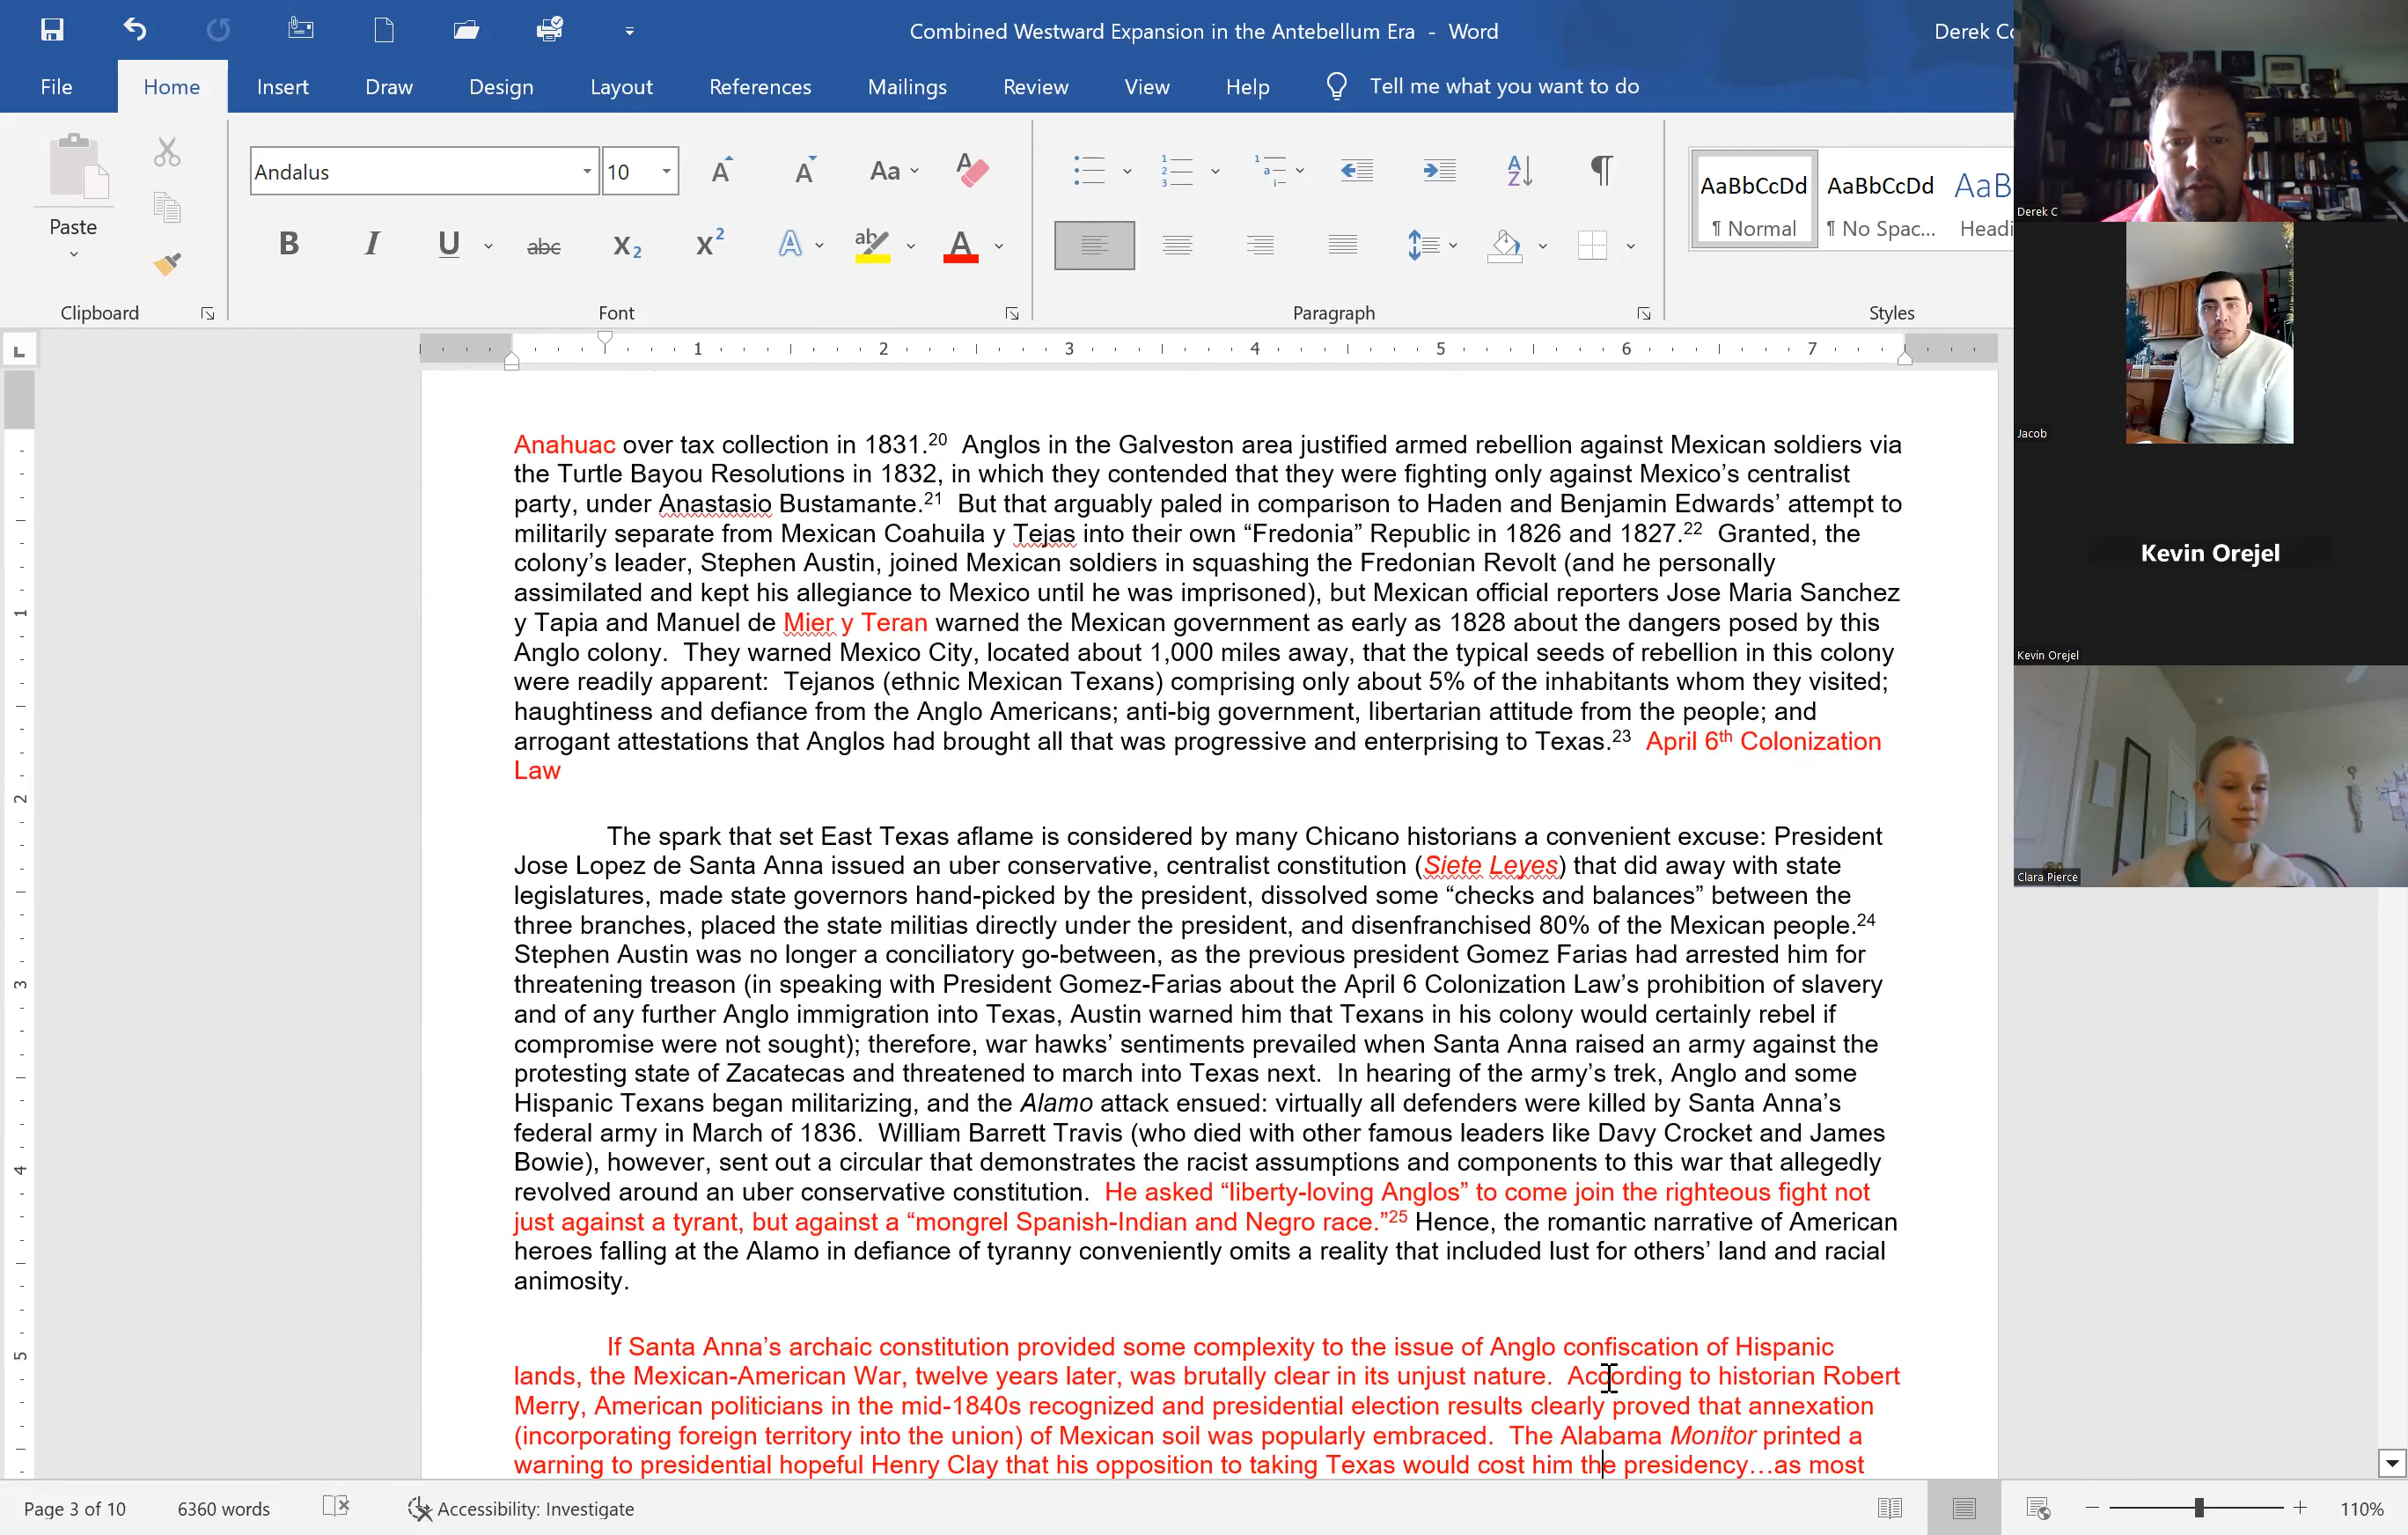 Combined Westward Expansion in the Antebellum Era - Word
Derek Co
File Home Insert Draw Design Layout References Mailings Review View Help Tell me what you want to do
Paste
Clipboard
Andalus 10
Font
Paragraph
AaBbCcDd AaBbCcDd AaB
¶ Normal ¶ No Spac... Headi
Styles
1 2 3 4 5 6 7
Anahuac over tax collection in 1831.20 Anglos in the Galveston area justified armed rebellion against Mexican soldiers via
the Turtle Bayou Resolutions in 1832, in which they contended that they were fighting only against Mexico’s centralist
party, under Anastasio Bustamante.21 But that arguably paled in comparison to Haden and Benjamin Edwards’ attempt to
militarily separate from Mexican Coahuila y Tejas into their own “Fredonia” Republic in 1826 and 1827.22 Granted, the
colony’s leader, Stephen Austin, joined Mexican soldiers in squashing the Fredonian Revolt (and he personally
assimilated and kept his allegiance to Mexico until he was imprisoned), but Mexican official reporters Jose Maria Sanchez
y Tapia and Manuel de Mier y Teran warned the Mexican government as early as 1828 about the dangers posed by this
Anglo colony. They warned Mexico City, located about 1,000 miles away, that the typical seeds of rebellion in this colony
were readily apparent: Tejanos (ethnic Mexican Texans) comprising only about 5% of the inhabitants whom they visited;
haughtiness and defiance from the Anglo Americans; anti-big government, libertarian attitude from the people; and
arrogant attestations that Anglos had brought all that was progressive and enterprising to Texas.23 April 6th Colonization
Law
The spark that set East Texas aflame is considered by many Chicano historians a convenient excuse: President
Jose Lopez de Santa Anna issued an uber conservative, centralist constitution (Siete Leyes) that did away with state
legislatures, made state governors hand-picked by the president, dissolved some “checks and balances” between the
three branches, placed the state militias directly under the president, and disenfranchised 80% of the Mexican people.24
Stephen Austin was no longer a conciliatory go-between, as the previous president Gomez Farias had arrested him for
threatening treason (in speaking with President Gomez-Farias about the April 6 Colonization Law’s prohibition of slavery
and of any further Anglo immigration into Texas, Austin warned him that Texans in his colony would certainly rebel if
compromise were not sought); therefore, war hawks’ sentiments prevailed when Santa Anna raised an army against the
protesting state of Zacatecas and threatened to march into Texas next. In hearing of the army’s trek, Anglo and some
Hispanic Texans began militarizing, and the Alamo attack ensued: virtually all defenders were killed by Santa Anna’s
federal army in March of 1836. William Barrett Travis (who died with other famous leaders like Davy Crocket and James
Bowie), however, sent out a circular that demonstrates the racist assumptions and components to this war that allegedly
revolved around an uber conservative constitution. He asked “liberty-loving Anglos” to come join the righteous fight not
just against a tyrant, but against a “mongrel Spanish-Indian and Negro race.”25 Hence, the romantic narrative of American
heroes falling at the Alamo in defiance of tyranny conveniently omits a reality that included lust for others’ land and racial
animosity.
If Santa Anna’s archaic constitution provided some complexity to the issue of Anglo confiscation of Hispanic
lands, the Mexican-American War, twelve years later, was brutally clear in its unjust nature. According to historian Robert
Merry, American politicians in the mid-1840s recognized and presidential election results clearly proved that annexation
(incorporating foreign territory into the union) of Mexican soil was popularly embraced. The Alabama Monitor printed a
warning to presidential hopeful Henry Clay that his opposition to taking Texas would cost him the presidency…as most
1
2
3
4
5
Page 3 of 10 6360 words Accessibility: Investigate 110%
Derek C
Jacob
Kevin Orejel
Kevin Orejel
Clara Pierce